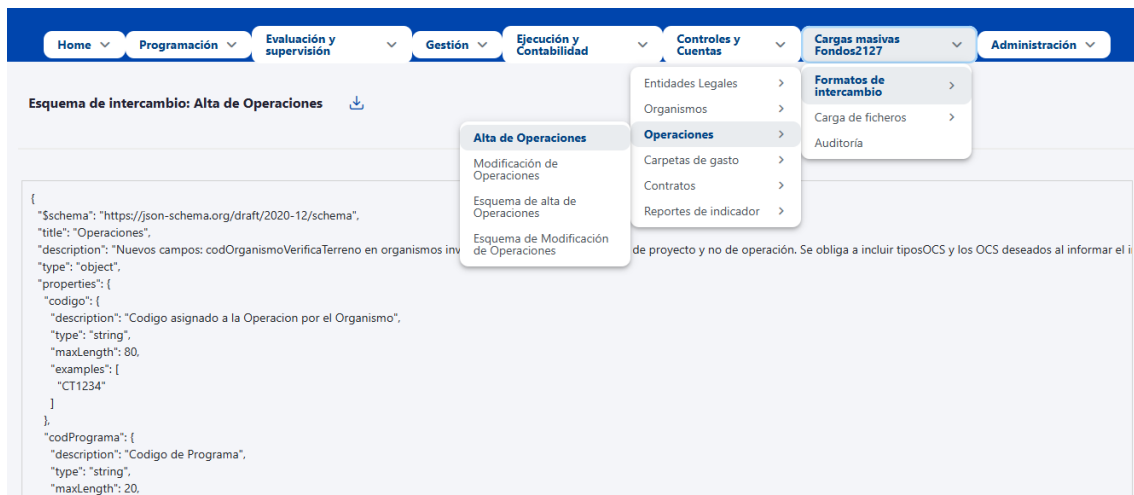 Home
Programación
Evaluación y
supervisión
Gestión
Ejecución y
Contabilidad
Controles y
Cuentas
Cargas masivas
Fondos2127
Administración
Formatos de
intercambio
Carga de ficheros
Auditoría
Entidades Legales
Organismos
Operaciones
Carpetas de gasto
Contratos
Reportes de indicador
Alta de Operaciones
Modificación de
Operaciones
Esquema de alta de
Operaciones
Esquema de Modificación
de Operaciones
Esquema de intercambio: Alta de Operaciones
{
"$schema": "https://json-schema.org/draft/2020-12/schema",
"title": "Operaciones",
"description": "Nuevos campos: codOrganismoVerificaTerreno en organismos de proyecto y no de operación. Se obliga a incluir tiposOCS y los OCS deseados al informar el
"type": "object",
"properties": {
"codigo": {
"description": "Codigo asignado a la Operacion por el Organismo",
"type": "string",
"maxLength": 80,
"examples": [
"CT1234"
]
},
"codPrograma": {
"description": "Codigo de Programa",
"type": "string",
"maxLength": 20,